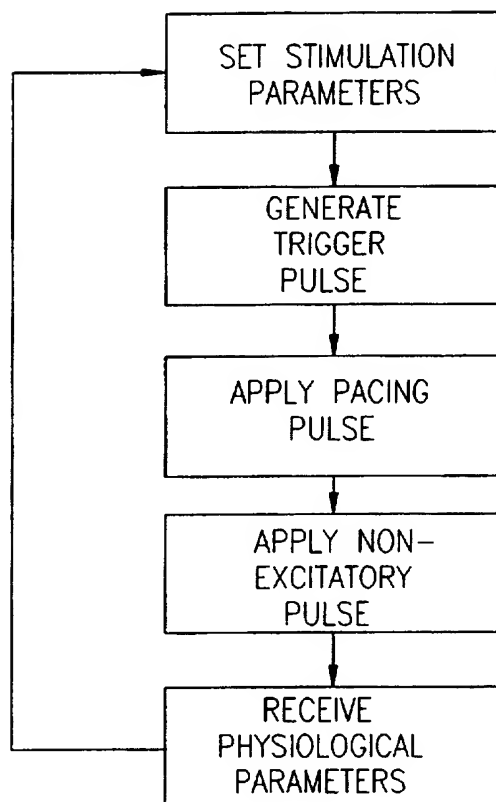 SET STIMULATION
PARAMETERS
GENERATE
TRIGGER
PULSE
APPLY PACING
PULSE
APPLY NON-
EXCITATORY
PULSE
RECEIVE
PHYSIOLOGICAL
PARAMETERS